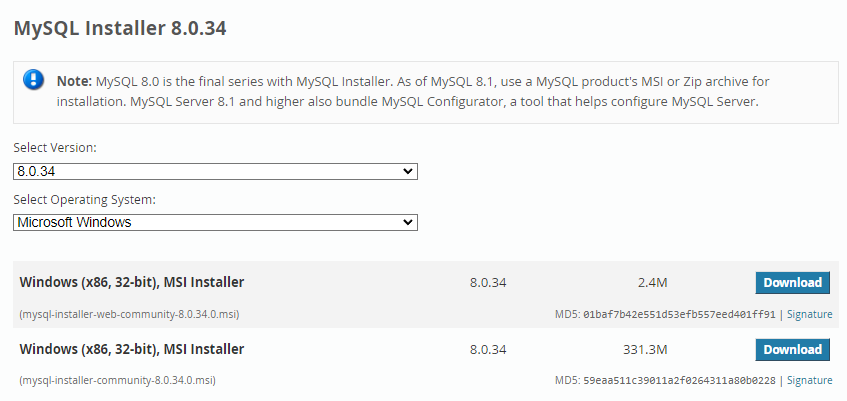 MySQL Installer 8.0.34
Note: MySQL 8.0 is the final series with MySQL Installer. As of MySQL 8.1, use a MySQL product's MSI or Zip archive for
installation. MySQL Server 8.1 and higher also bundle MySQL Configurator, a tool that helps configure MySQL Server.
Select Version:
8.0.34
Select Operating System:
Microsoft Windows
Windows (x86, 32-bit), MSI Installer 8.0.34 2.4M Download
(mysql-installer-web-community-8.0.34.0.msi) MD5: 01baf7b42e551d53efb557eed401ff91 | Signature
Windows (x86, 32-bit), MSI Installer 8.0.34 331.3M Download
(mysql-installer-community-8.0.34.0.msi) MD5: 59eaa511c39011a2f0264311a80b0228 | Signature